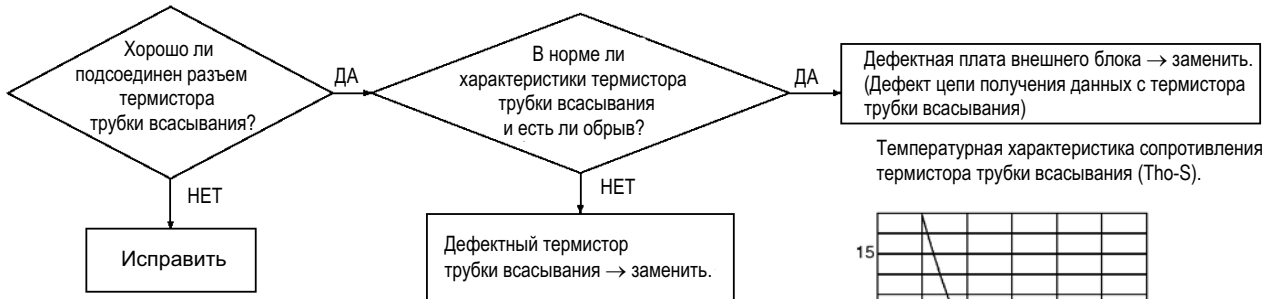 Хорошо ли
подсоединен разъем
термистора
трубки всасывания?
ДА
НЕТ
Исправить
В норме ли
характеристики термистора
трубки всасывания
и есть ли обрыв?
ДА
НЕТ
Дефектный термистор
трубки всасывания → заменить.
Дефектная плата внешнего блока → заменить.
(Дефект цепи получения данных с термистора
трубки всасывания)
Температурная характеристика сопротивления
термистора трубки всасывания (Tho-S).
15